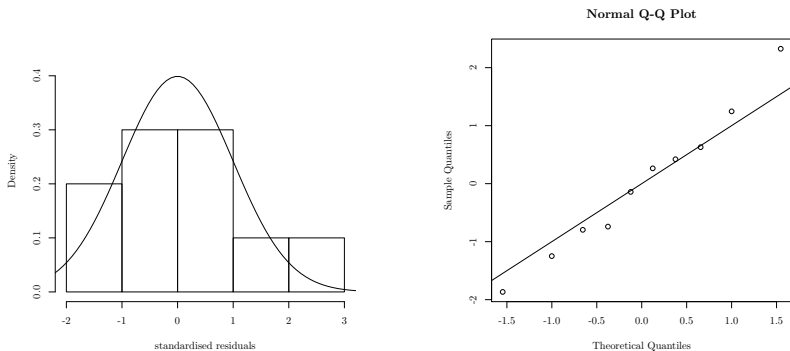 Normal Q-Q Plot
0.4
0.3
0.2
0.1
0.0
Density
-2 -1 0 1 2 3
standardised residuals
2
1
0
-1
-2
Sample Quantiles
-1.5 -1.0 -0.5 0.0 0.5 1.0 1.5
Theoretical Quantiles